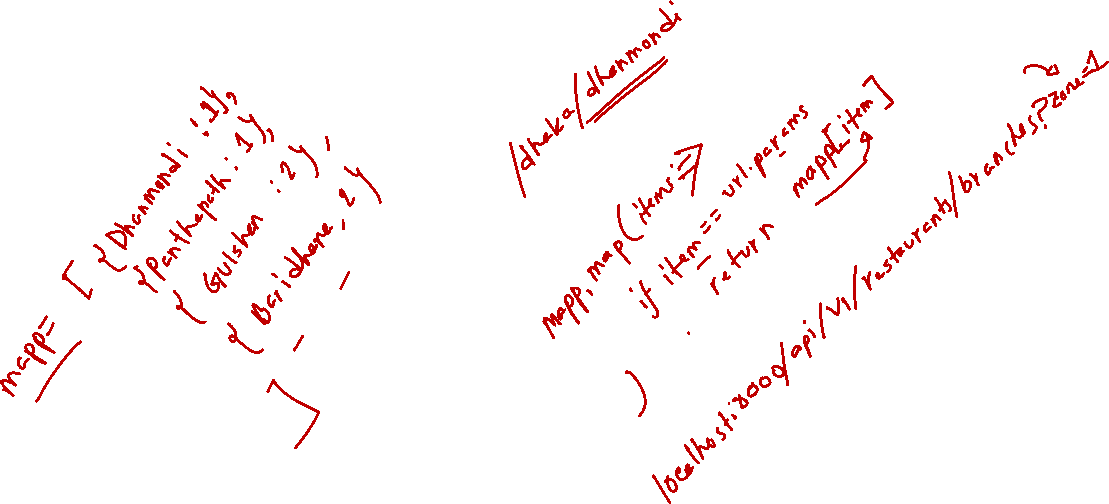 mapp= [ {Dhanmondi : 1},
{Panthapath : 1},
{ Gulshan : 2},
{ Baridhara, 2}
]
/dhaka/dhanmondi
mapp.map(items =>
if item == url.params
return mapp[item]
)
localhost:8000/api/v1/restaurants/branches?zone=1